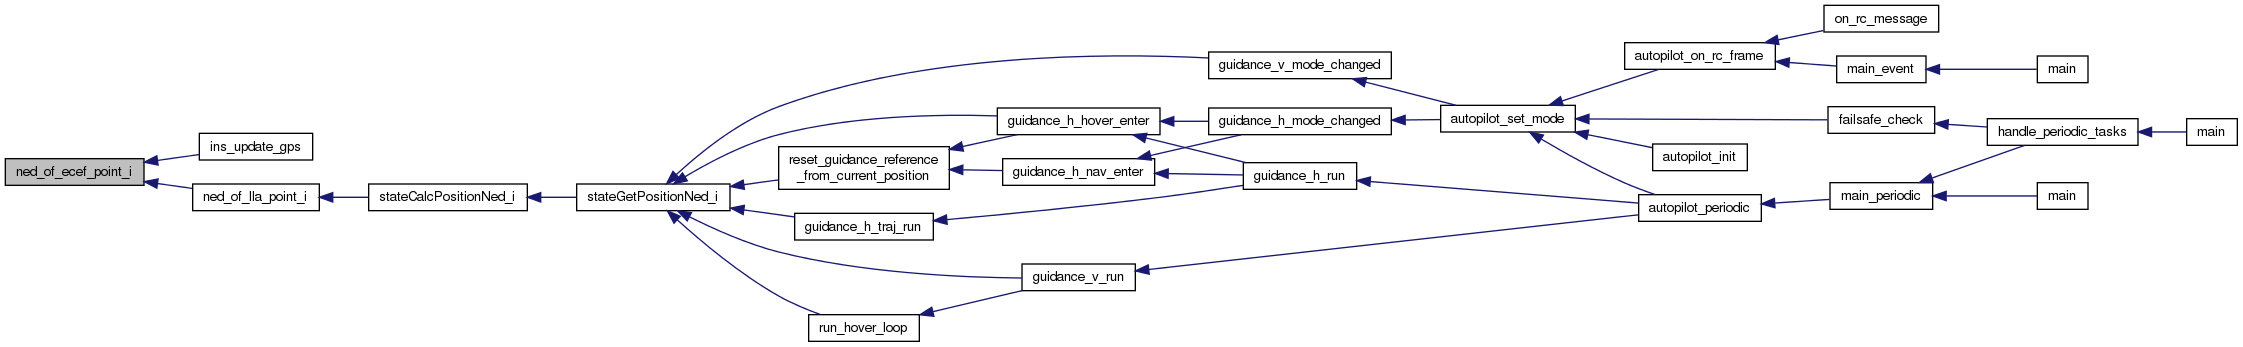 ned_of_ecef_point_i
ins_update_gps
ned_of_lla_point_i
stateCalcPositionNed_i
stateGetPositionNed_i
guidance_v_mode_changed
guidance_h_hover_enter
guidance_h_mode_changed
reset_guidance_reference
_from_current_position
guidance_h_nav_enter
guidance_h_run
guidance_h_traj_run
guidance_v_run
run_hover_loop
autopilot_set_mode
autopilot_on_rc_frame
on_rc_message
main_event
main
failsafe_check
handle_periodic_tasks
main
autopilot_init
autopilot_periodic
main_periodic
main